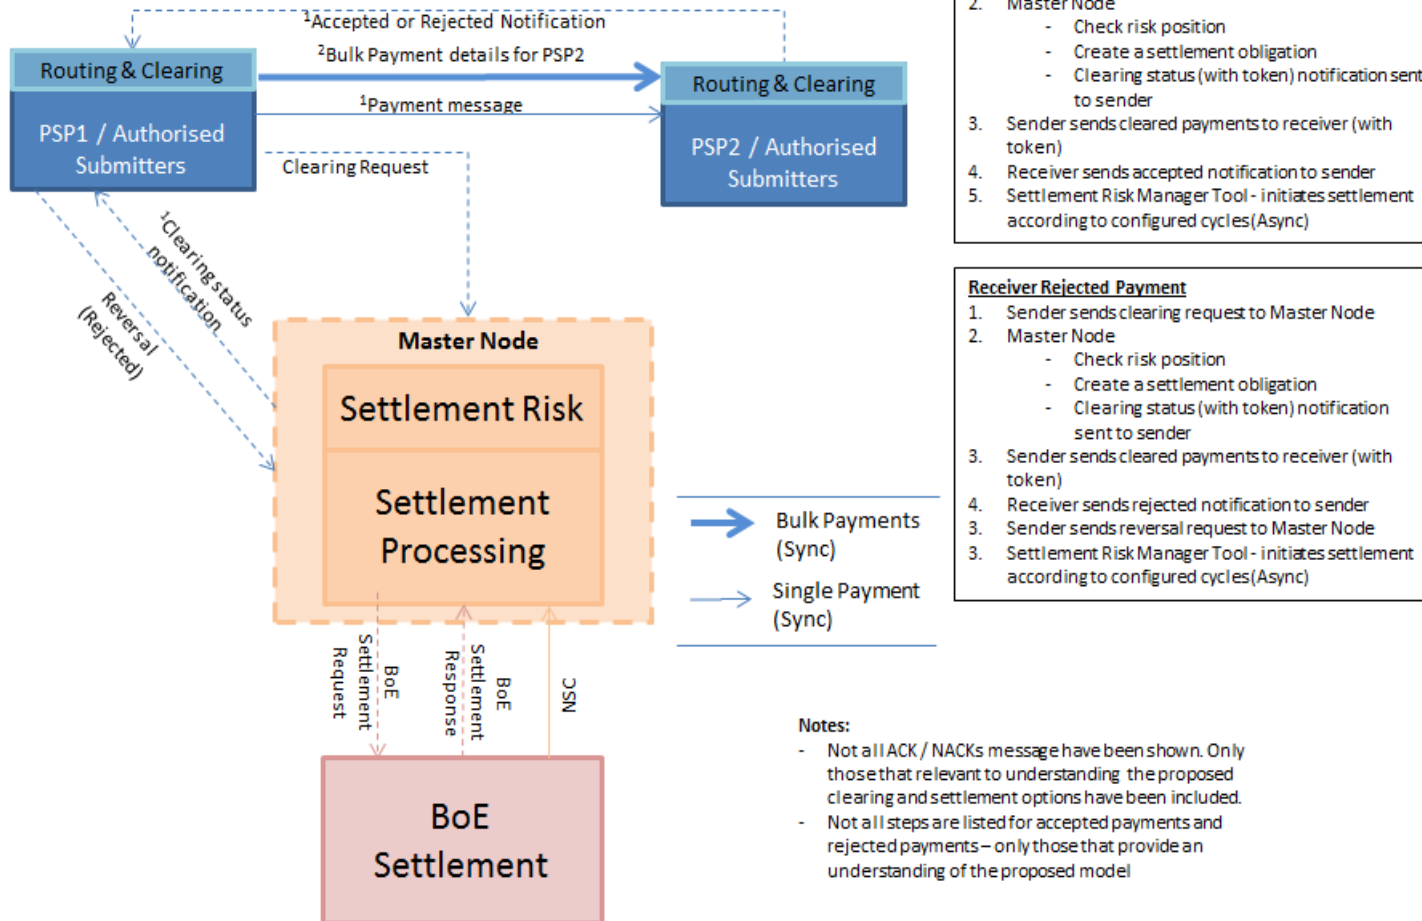 ¹Accepted or Rejected Notification
²Bulk Payment details for PSP2
Routing & Clearing
Routing & Clearing
¹Payment message
PSP1 / Authorised
Submitters
PSP2 / Authorised
Submitters
Clearing Request
¹Clearing status
notification
Reversal
(Rejected)
Master Node
Settlement Risk
Settlement
Processing
BoE
Settlement
Request
BoE
Settlement
Response
CSN
BoE
Settlement
Bulk Payments
(Sync)
Single Payment
(Sync)
2. Master Node
- Check risk position
- Create a settlement obligation
- Clearing status (with token) notification sent
to sender
3. Sender sends cleared payments to receiver (with
token)
4. Receiver sends accepted notification to sender
5. Settlement Risk Manager Tool - initiates settlement
according to configured cycles (Async)
Receiver Rejected Payment
1. Sender sends clearing request to Master Node
2. Master Node
- Check risk position
- Create a settlement obligation
- Clearing status (with token) notification
sent to sender
3. Sender sends cleared payments to receiver (with
token)
4. Receiver sends rejected notification to sender
3. Sender sends reversal request to Master Node
3. Settlement Risk Manager Tool - initiates settlement
according to configured cycles (Async)
Notes:
- Not all ACK / NACKs message have been shown. Only
those that relevant to understanding the proposed
clearing and settlement options have been included.
- Not all steps are listed for accepted payments and
rejected payments – only those that provide an
understanding of the proposed model